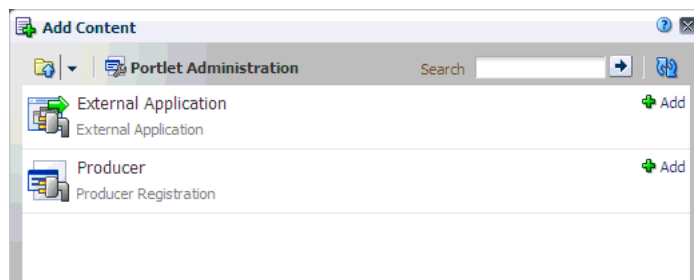 Add Content
Portlet Administration Search
External Application Add
External Application
Producer Add
Producer Registration